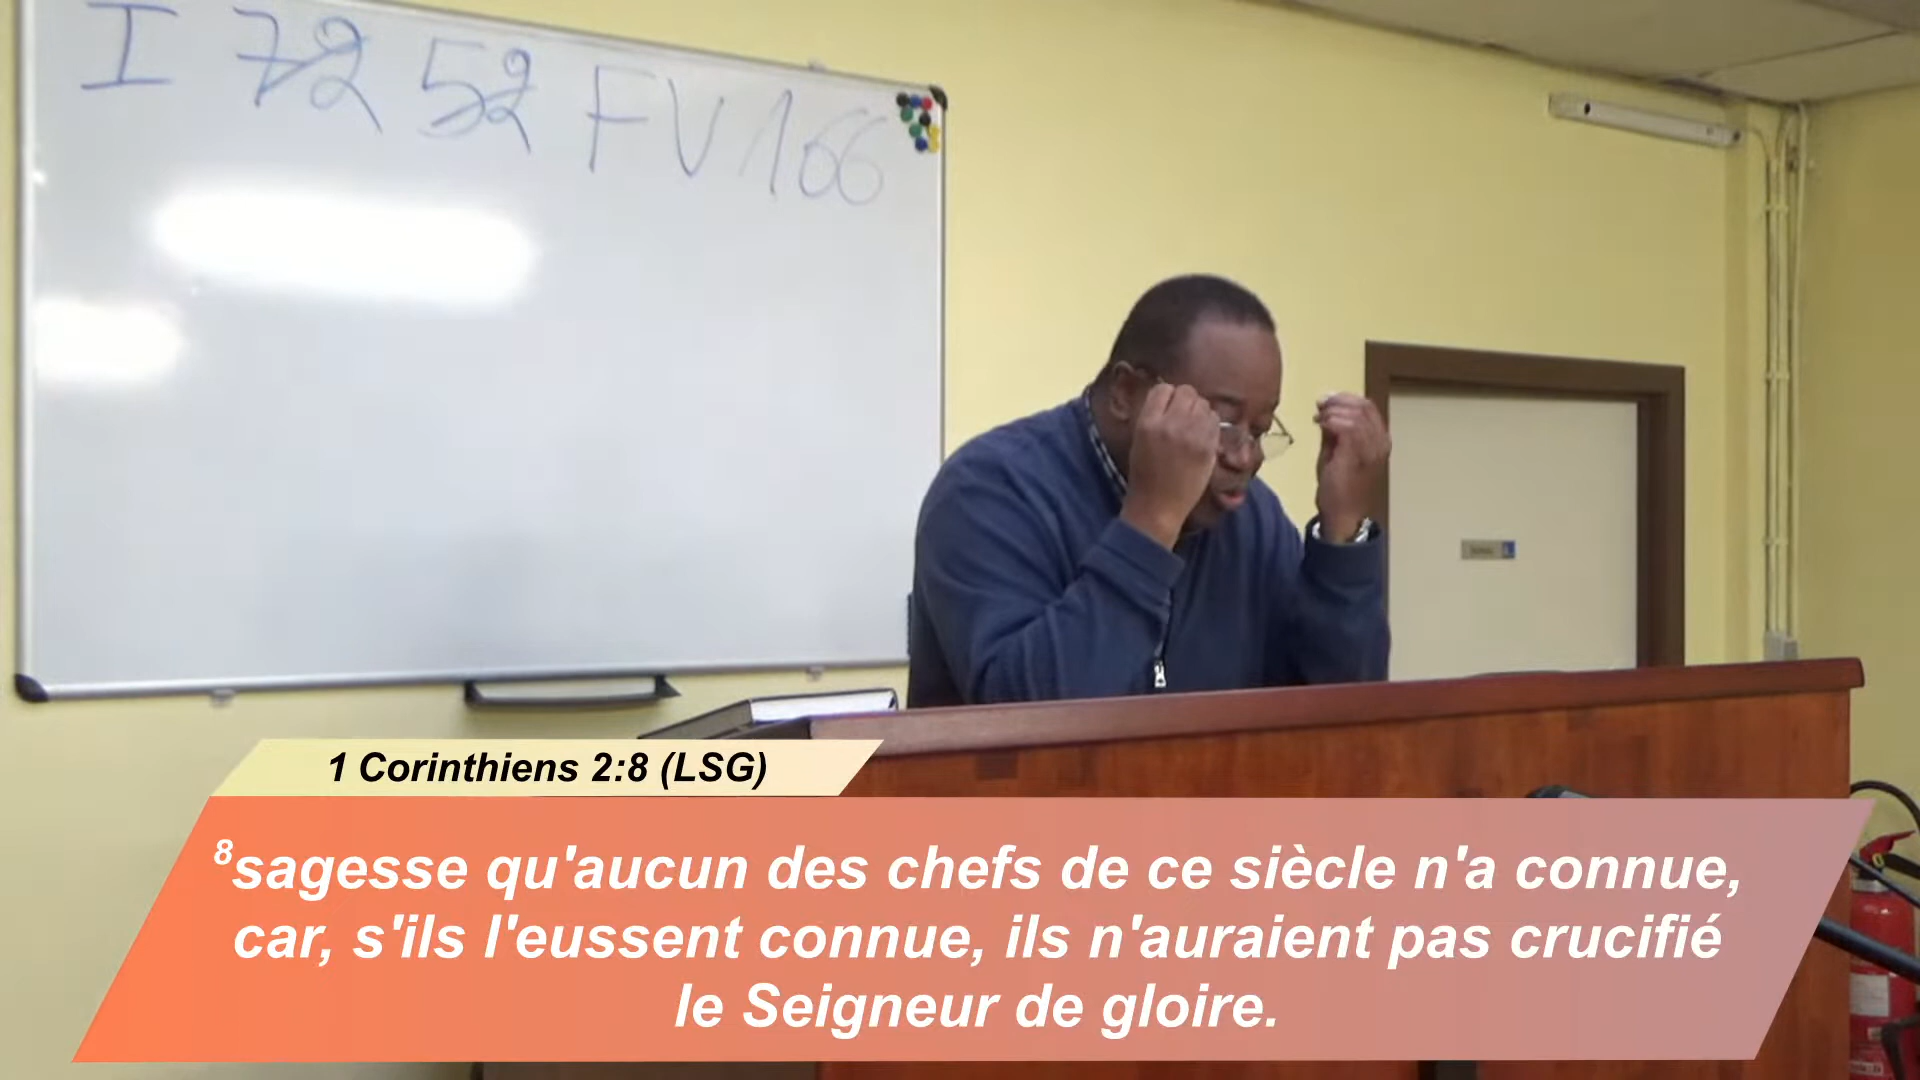 I 72 52 FV 166
1 Corinthiens 2:8 (LSG)
8sagesse qu'aucun des chefs de ce siècle n'a connue,
car, s'ils l'eussent connue, ils n'auraient pas crucifié
le Seigneur de gloire.